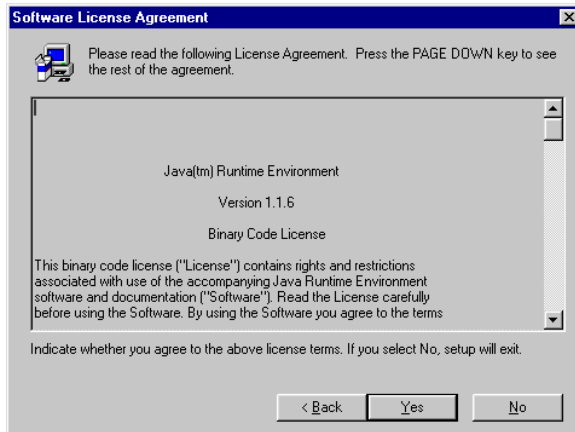 Software License Agreement
Please read the following License Agreement.  Press the PAGE DOWN key to see
the rest of the agreement.
Java(tm) Runtime Environment
Version 1.1.6
Binary Code License
This binary code license ("License") contains rights and restrictions
associated with use of the accompanying Java Runtime Environment
software and documentation ("Software"). Read the License carefully
before using the Software. By using the Software you agree to the terms
Indicate whether you agree to the above license terms. If you select No, setup will exit.
< Back
Yes
No